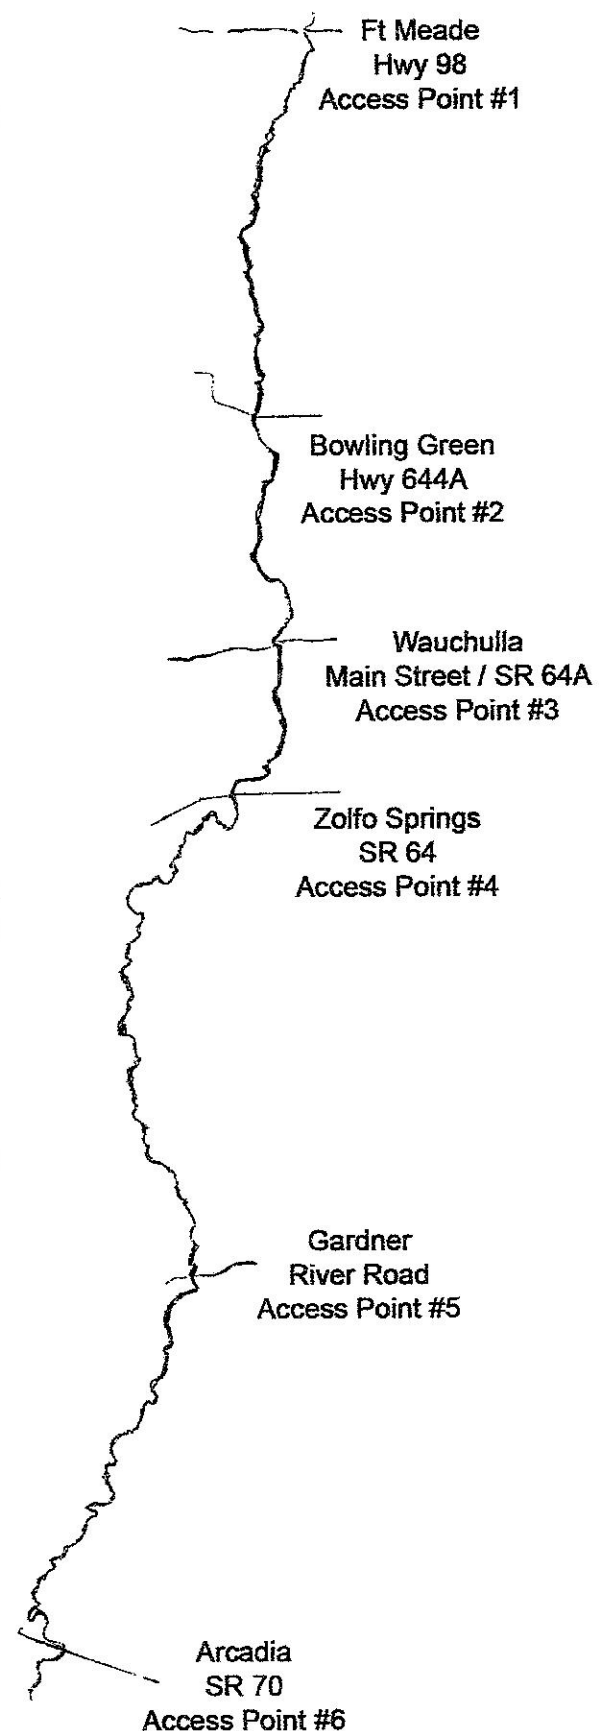 Ft Meade
Hwy 98
Access Point #1
Bowling Green
Hwy 644A
Access Point #2
Wauchulla
Main Street / SR 64A
Access Point #3
Zolfo Springs
SR 64
Access Point #4
Gardner
River Road
Access Point #5
Arcadia
SR 70
Access Point #6